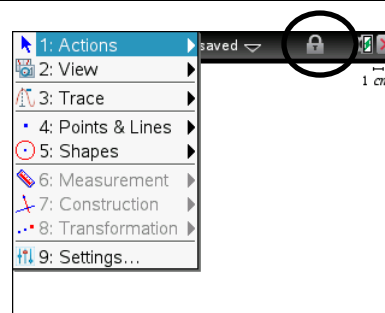 1: Actions
saved
2: View
1 cm
3: Trace
4: Points & Lines
5: Shapes
6: Measurement
7: Construction
8: Transformation
9: Settings...